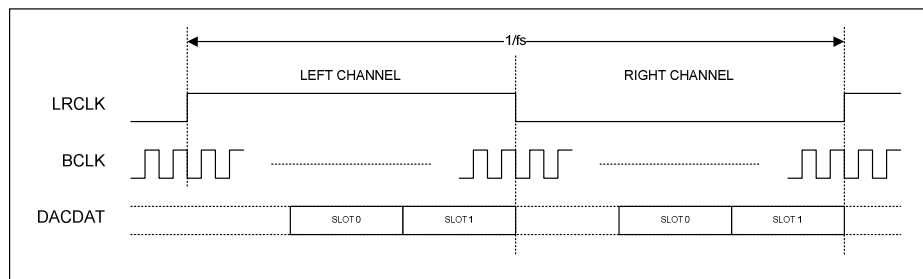 1/fs
LEFT CHANNEL RIGHT CHANNEL
LRCLK
BCLK
DACDAT
SLOT 0 SLOT 1 SLOT 0 SLOT 1